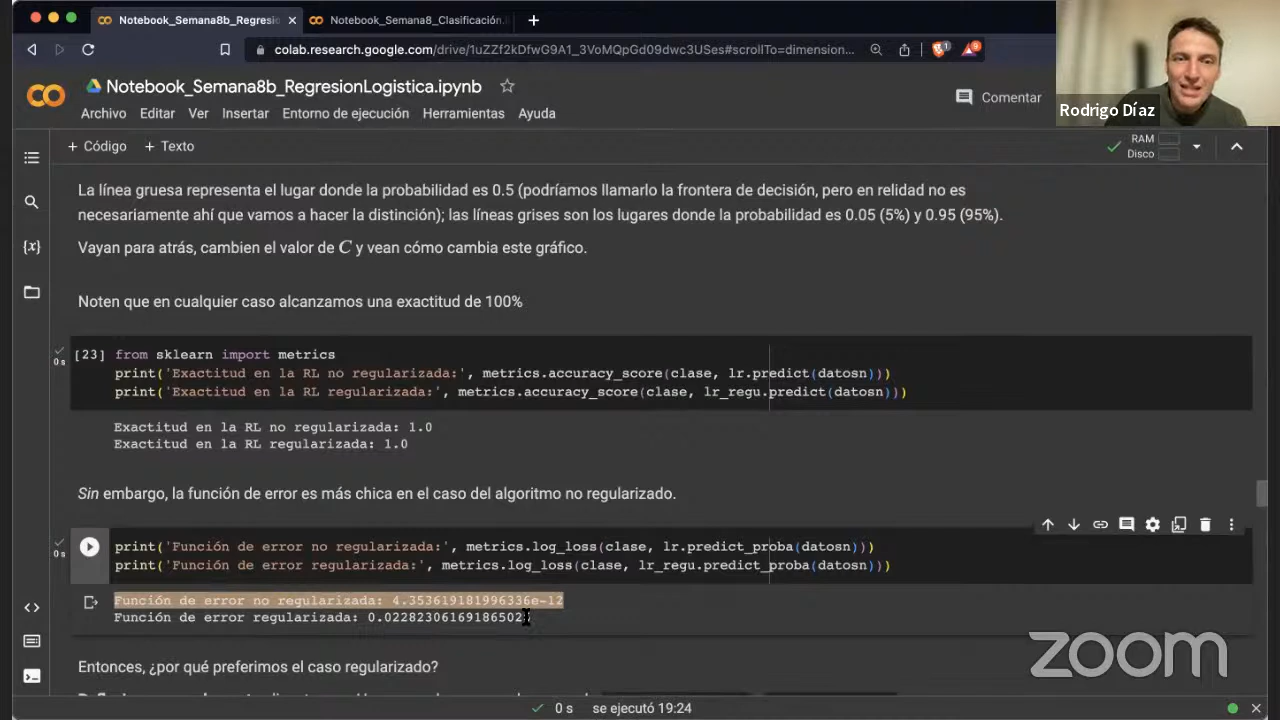 Notebook_Semana8b_Regresio
Notebook_Semana8_Clasificación.i
colab.research.google.com/drive/1uZZf2kDfwG9A1_3VoMQpGd09dwc3USes#scrollTo=dimension...
1
9
Notebook_Semana8b_RegresionLogistica.ipynb
Archivo Editar Ver Insertar Entorno de ejecución Herramientas Ayuda
Comentar
Rodrigo Díaz
+ Código + Texto
RAM
Disco
La línea gruesa representa el lugar donde la probabilidad es 0.5 (podríamos llamarlo la frontera de decisión, pero en relidad no es
necesariamente ahí que vamos a hacer la distinción); las líneas grises son los lugares donde la probabilidad es 0.05 (5%) y 0.95 (95%).
Vayan para atrás, cambien el valor de C y vean cómo cambia este gráfico.
Noten que en cualquier caso alcanzamos una exactitud de 100%
0s
[23] from sklearn import metrics
print('Exactitud en la RL no regularizada:', metrics.accuracy_score(clase, lr.predict(datosn)))
print('Exactitud en la RL regularizada:', metrics.accuracy_score(clase, lr_regu.predict(datosn)))
Exactitud en la RL no regularizada: 1.0
Exactitud en la RL regularizada: 1.0
Sin embargo, la función de error es más chica en el caso del algoritmo no regularizado.
0s
print('Función de error no regularizada:', metrics.log_loss(clase, lr.predict_proba(datosn)))
print('Función de error regularizada:', metrics.log_loss(clase, lr_regu.predict_proba(datosn)))
Función de error no regularizada: 4.353619181996336e-12
Función de error regularizada: 0.02282306169186502
Entonces, ¿por qué preferimos el caso regularizado?
zoom
0 s se ejecutó 19:24